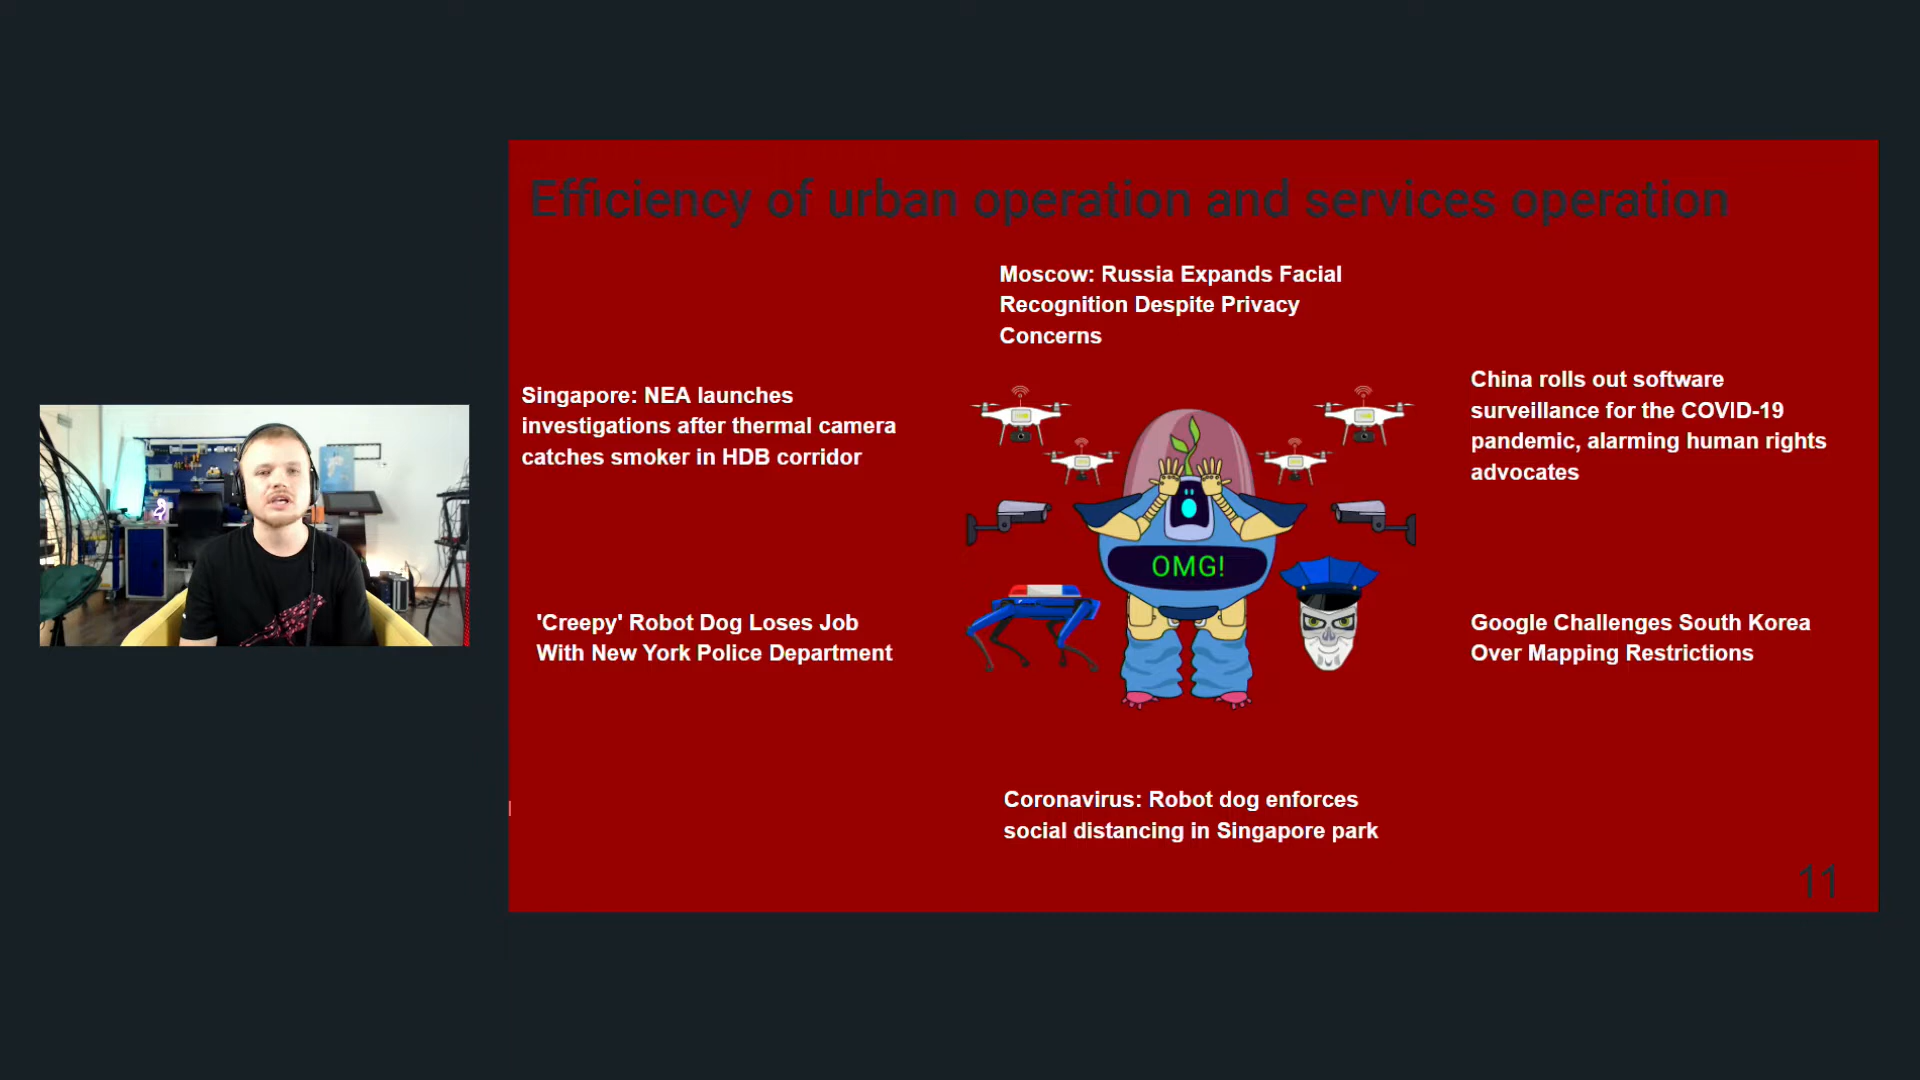 Efficiency of urban operation and services operation
Moscow: Russia Expands Facial
Recognition Despite Privacy
Concerns
Singapore: NEA launches
investigations after thermal camera
catches smoker in HDB corridor
China rolls out software
surveillance for the COVID-19
pandemic, alarming human rights
advocates
OMG!
'Creepy' Robot Dog Loses Job
With New York Police Department
Google Challenges South Korea
Over Mapping Restrictions
Coronavirus: Robot dog enforces
social distancing in Singapore park
11